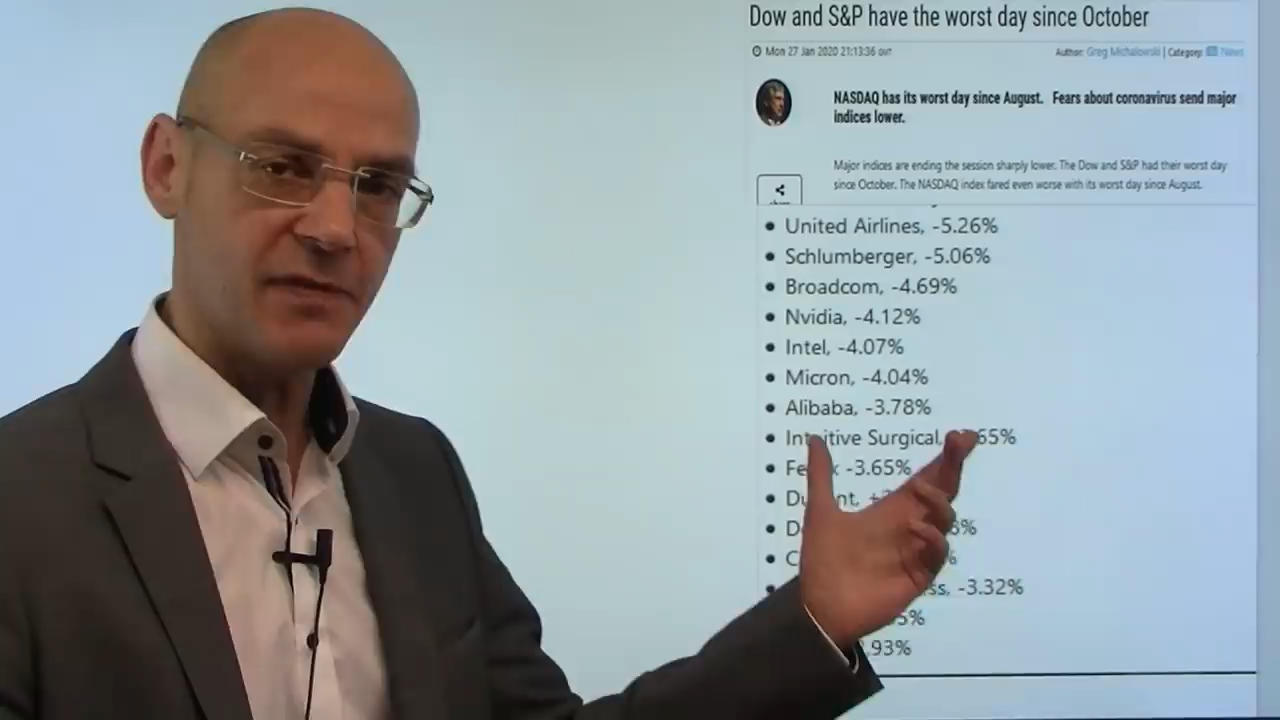 Dow and S&P have the worst day since October
Mon 27 Jan 2020 21:13:36 GMT
Author: Greg Michalowski | Category: News
NASDAQ has its worst day since August. Fears about coronavirus send major
indices lower.
Major indices are ending the session sharply lower. The Dow and S&P had their worst day
since October. The NASDAQ index fared even worse with its worst day since August.
• United Airlines, -5.26%
• Schlumberger, -5.06%
• Broadcom, -4.69%
• Nvidia, -4.12%
• Intel, -4.07%
• Micron, -4.04%
• Alibaba, -3.78%
• Intuitive Surgical, 65%
• -3.65%
•
•
•
• -3.32%
.93%